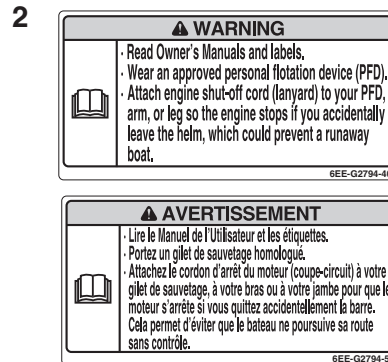 2
WARNING
· Read Owner's Manuals and labels.
· Wear an approved personal flotation device (PFD).
· Attach engine shut-off cord (lanyard) to your PFD,
arm, or leg so the engine stops if you accidentally
leave the helm, which could prevent a runaway
boat.
6EE-G2794-4
AVERTISSEMENT
· Lire le Manuel de l'Utilisateur et les étiquettes.
· Portez un gilet de sauvetage homologué.
· Attachez le cordon d'arrêt du moteur (coupe-circuit) à votre
gilet de sauvetage, à votre bras ou à votre jambe pour que le
moteur s'arrête si vous quittez accidentellement la barre.
Cela permet d'éviter que le bateau ne poursuive sa route
sans contrôle.
6EE-G2794-5